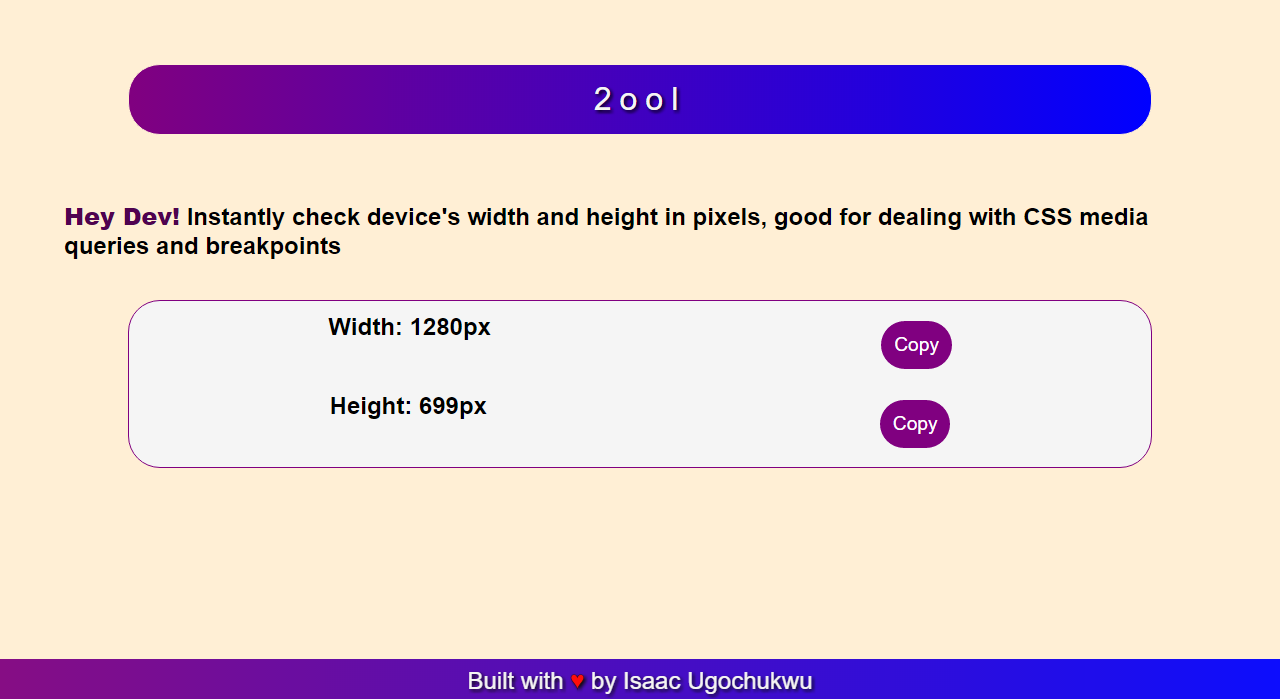 2ool
Hey Dev! Instantly check device's width and height in pixels, good for dealing with CSS media
queries and breakpoints
Width: 1280px
Copy
Height: 699px
Copy
Built with ♥ by Isaac Ugochukwu